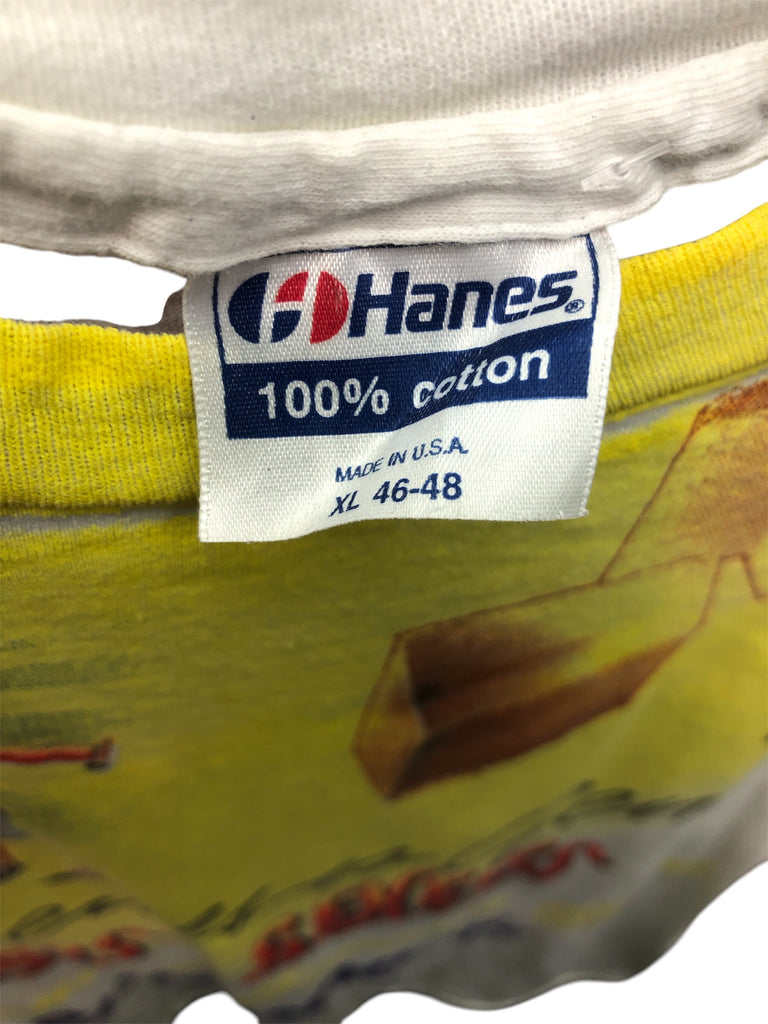 Hanes®
100% cotton
MADE IN U.S.A.
XL 46-48